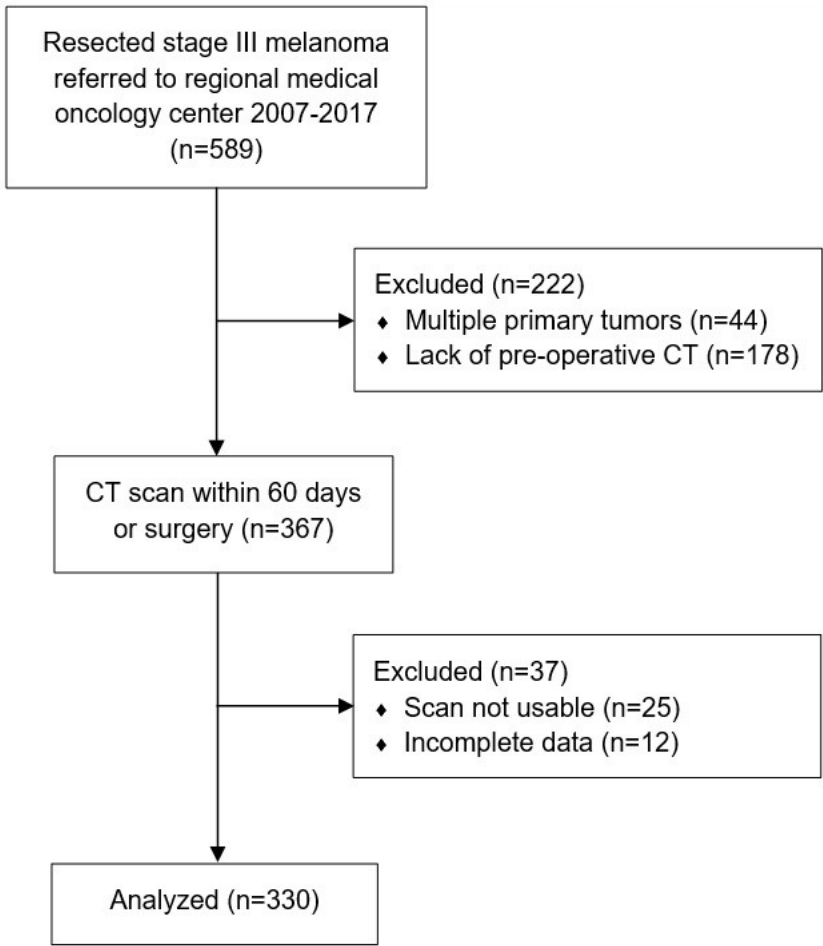 Resected stage III melanoma
referred to regional medical
oncology center 2007-2017
(n=589)
Excluded (n=222)
♦ Multiple primary tumors (n=44)
♦ Lack of pre-operative CT (n=178)
CT scan within 60 days
or surgery (n=367)
Excluded (n=37)
♦ Scan not usable (n=25)
♦ Incomplete data (n=12)
Analyzed (n=330)